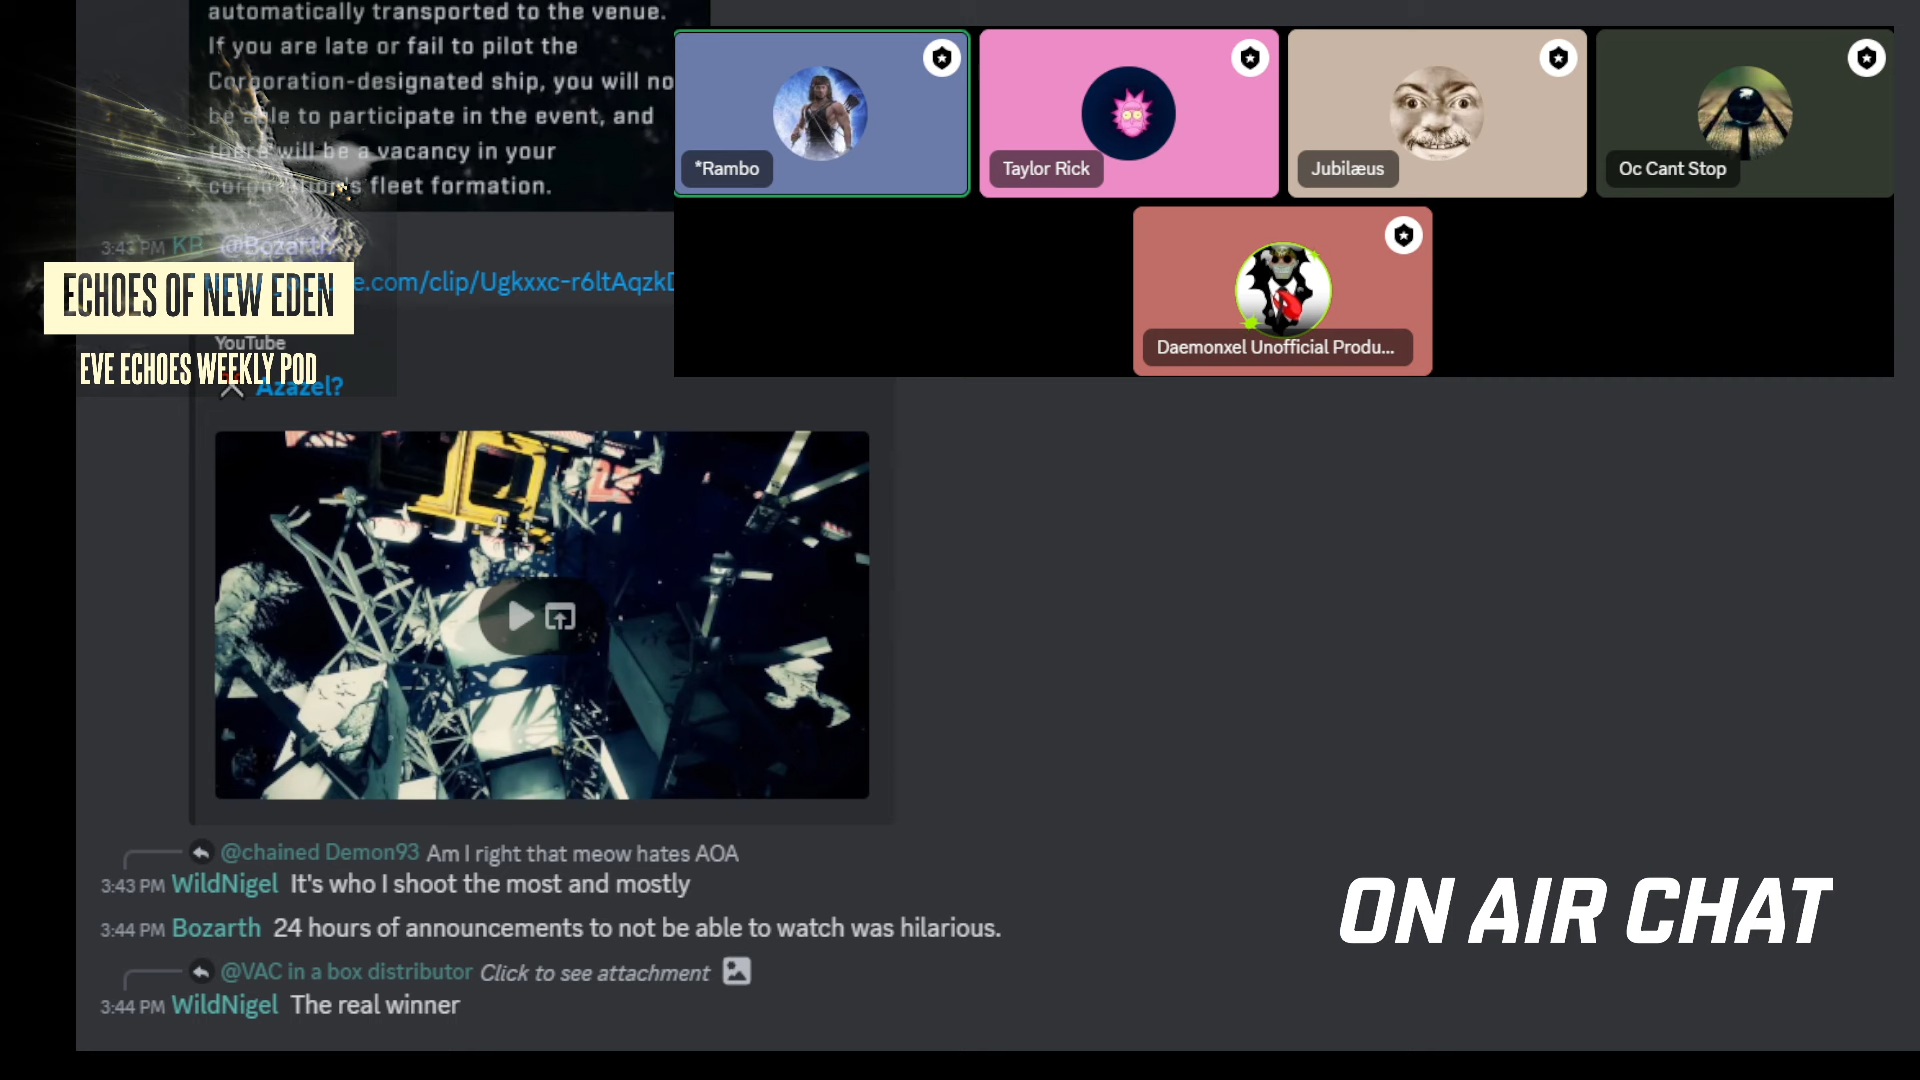 automatically transported to the venue.
If you are late or fail to pilot the
Corporation-designated ship, you will no
be able to participate in the event, and
there will be a vacancy in your
corporation's fleet formation.
*Rambo
Taylor Rick
Jubilæus
Oc Cant Stop
Daemonxel Unofficial Produ...
3:43 PM KB @Bozarth
e.com/clip/Ugkxxc-r6ltAqzkD
ECHOES OF NEW EDEN
YouTube
EVE ECHOES WEEKLY POD
Azazel?
@chained Demon93 Am I right that meow hates AOA
3:43 PM WildNigel It's who I shoot the most and mostly
3:44 PM Bozarth 24 hours of announcements to not be able to watch was hilarious.
@VAC in a box distributor Click to see attachment
3:44 PM WildNigel The real winner
ON AIR CHAT